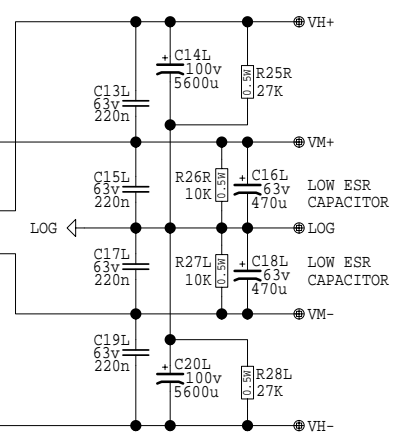 VH+
C14L
+
100v
5600u
R25R
0.5W
27K
C13L
63v
220n
VM+
C15L
63v
220n
R26R
0.5W
10K
C16L
+
63v
470u
LOW ESR
CAPACITOR
LOG
LOG
C17L
63v
220n
R27L
0.5W
10K
C18L
+
63v
470u
LOW ESR
CAPACITOR
VM-
C19L
63v
220n
C20L
+
100v
5600u
R28L
0.5W
27K
VH-